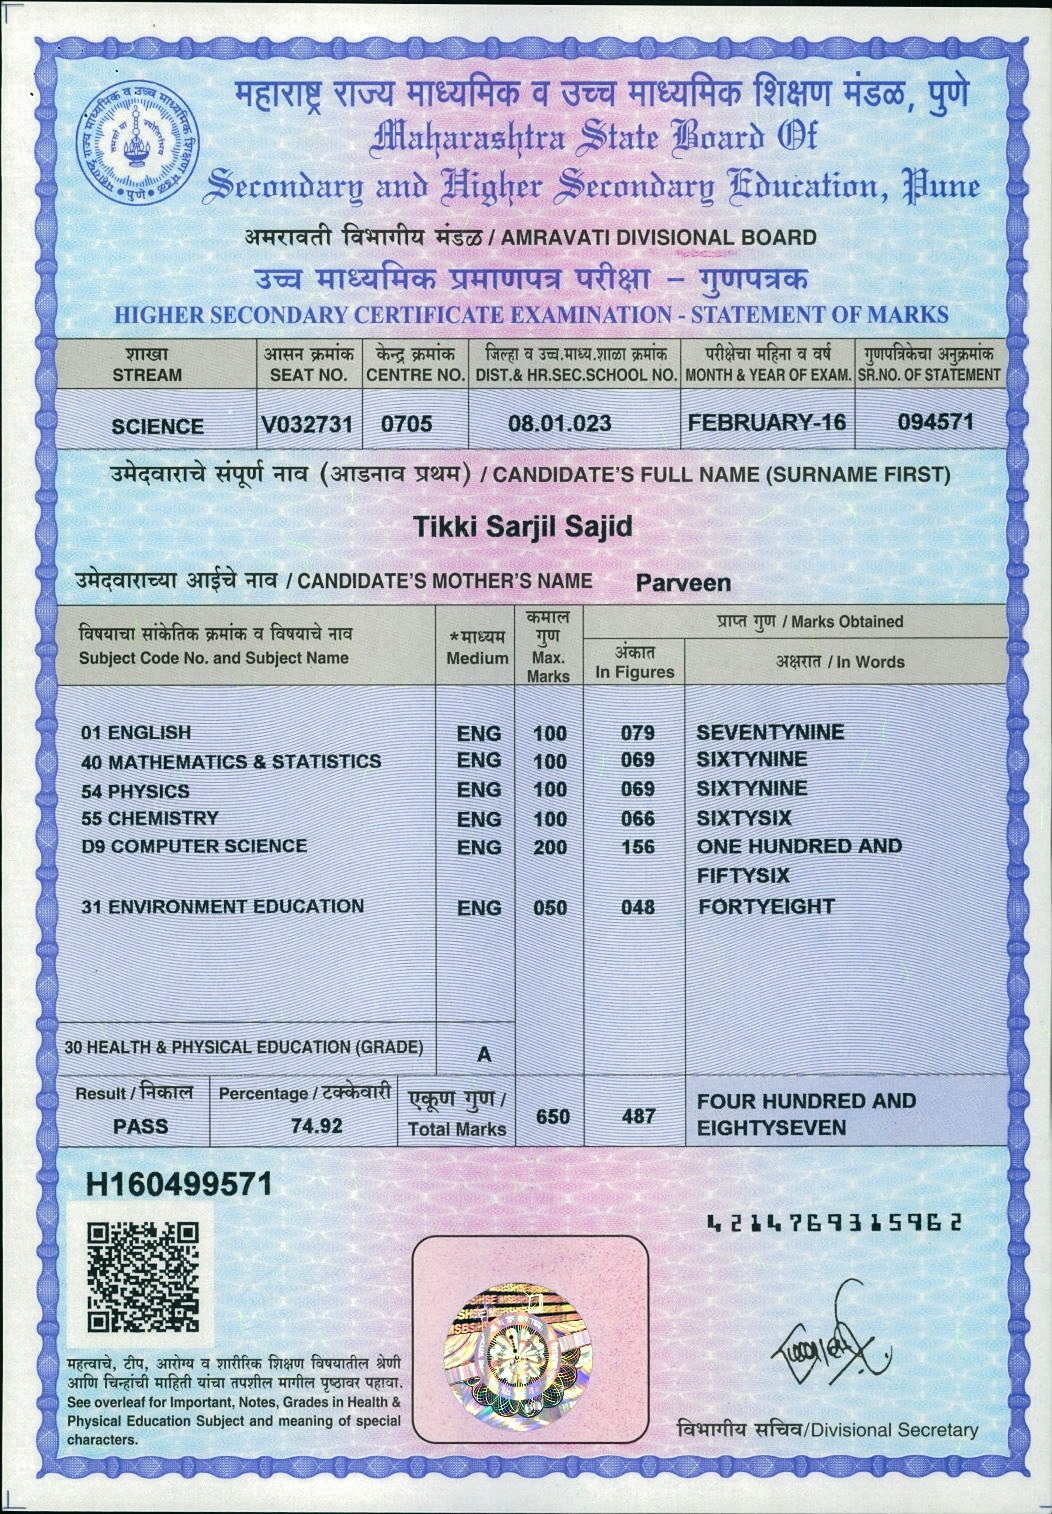 महाराष्ट्र राज्य माध्यमिक व उच्च माध्यमिक शिक्षण मंडळ, पुणे
Maharashtra State Board Of
Secondary and Higher Secondary Education, Pune
अमरावती विभागीय मंडळ / AMRAVATI DIVISIONAL BOARD
उच्च माध्यमिक प्रमाणपत्र परीक्षा – गुणपत्रक
HIGHER SECONDARY CERTIFICATE EXAMINATION - STATEMENT OF MARKS
शाखा आसन क्रमांक केन्द्र क्रमांक जिल्हा व उच्च.माध्य.शाळा क्रमांक परीक्षेचा महिना व वर्ष गुणपत्रिकेचा अनुक्रमांक
STREAM SEAT NO. CENTRE NO. DIST.& HR.SEC.SCHOOL NO. MONTH & YEAR OF EXAM. SR.NO. OF STATEMENT
SCIENCE V032731 0705 08.01.023 FEBRUARY-16 094571
उमेदवाराचे संपूर्ण नाव (आडनाव प्रथम) / CANDIDATE'S FULL NAME (SURNAME FIRST)
Tikki Sarjil Sajid
उमेदवाराच्या आईचे नाव / CANDIDATE'S MOTHER'S NAME Parveen
विषयाचा सांकेतिक क्रमांक व विषयाचे नाव
Subject Code No. and Subject Name
*माध्यम
Medium
कमाल
गुण
Max.
Marks
प्राप्त गुण / Marks Obtained
अंकात
In Figures
अक्षरात / In Words
01 ENGLISH ENG 100 079 SEVENTYNINE
40 MATHEMATICS & STATISTICS ENG 100 069 SIXTYNINE
54 PHYSICS ENG 100 069 SIXTYNINE
55 CHEMISTRY ENG 100 066 SIXTYSIX
D9 COMPUTER SCIENCE ENG 200 156 ONE HUNDRED AND
FIFTYSIX
31 ENVIRONMENT EDUCATION ENG 050 048 FORTYEIGHT
30 HEALTH & PHYSICAL EDUCATION (GRADE) A
Result / निकाल
PASS
Percentage / टक्केवारी
74.92
एकूण गुण /
Total Marks
650
487
FOUR HUNDRED AND
EIGHTYSEVEN
H160499571
4214769315962
महत्वाचे, टीप, आरोग्य व शारीरिक शिक्षण विषयातील श्रेणी
आणि चिन्हांची माहिती यांचा तपशील मागील पृष्ठावर पहावा.
See overleaf for Important, Notes, Grades in Health &
Physical Education Subject and meaning of special
characters.
विभागीय सचिव/Divisional Secretary